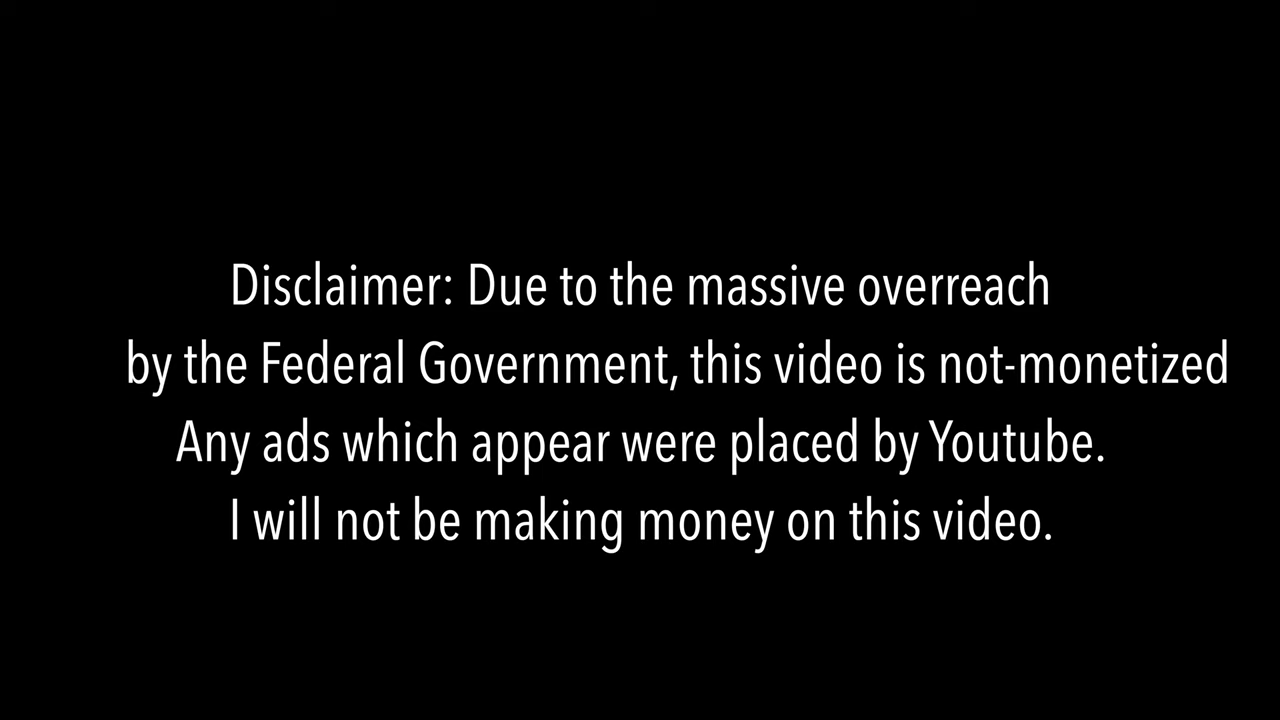 Disclaimer: Due to the massive overreach
by the Federal Government, this video is not-monetized
Any ads which appear were placed by Youtube.
I will not be making money on this video.